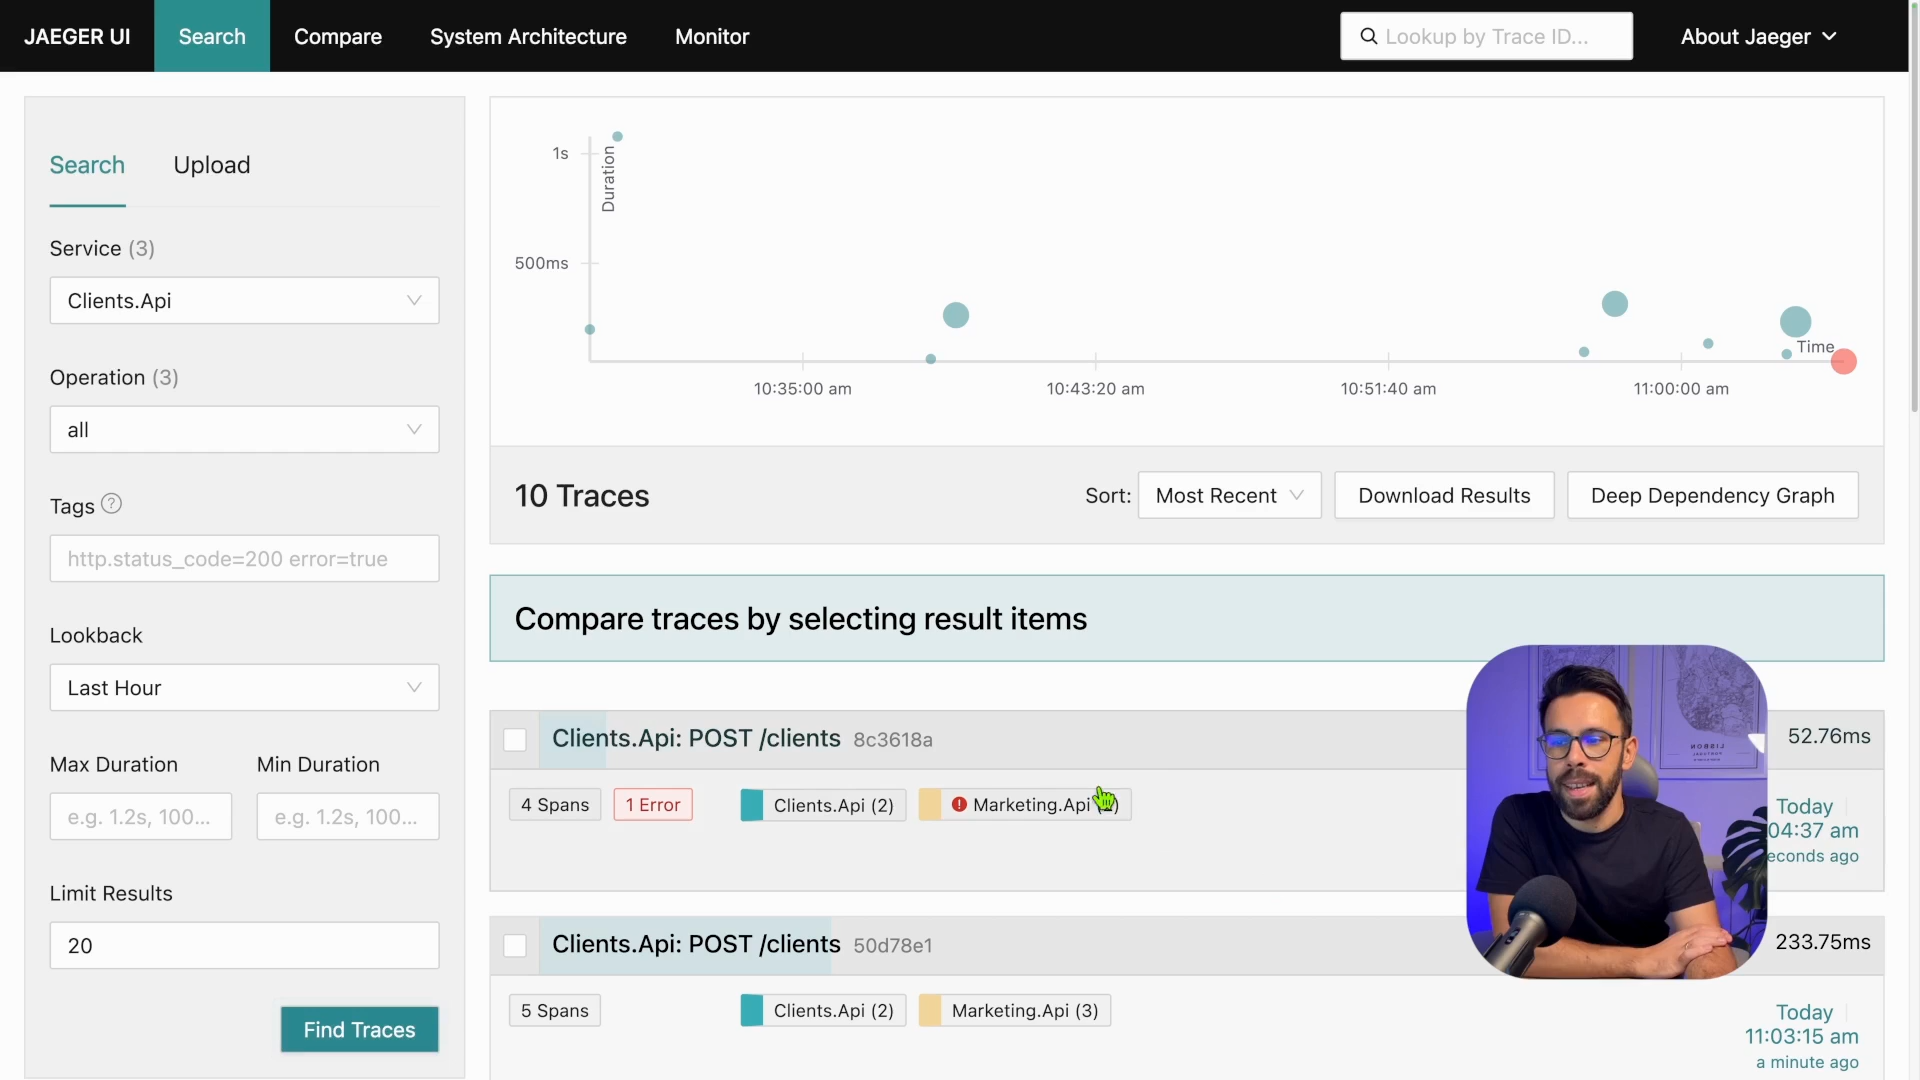 JAEGER UI
Search
Compare
System Architecture
Monitor
Lookup by Trace ID...
About Jaeger
Search
Upload
Service (3)
Clients.Api
Operation (3)
all
Tags ?
http.status_code=200 error=true
Lookback
Last Hour
Max Duration
Min Duration
e.g. 1.2s, 100...
e.g. 1.2s, 100...
Limit Results
20
Find Traces
1s
Duration
500ms
Time
10:35:00 am
10:43:20 am
10:51:40 am
11:00:00 am
10 Traces
Sort:
Most Recent
Download Results
Deep Dependency Graph
Compare traces by selecting result items
Clients.Api: POST /clients 8c3618a
52.76ms
4 Spans
1 Error
Clients.Api (2)
Marketing.Api
Today
04:37 am
econds ago
Clients.Api: POST /clients 50d78e1
233.75ms
5 Spans
Clients.Api (2)
Marketing.Api (3)
Today
11:03:15 am
a minute ago
LISBON